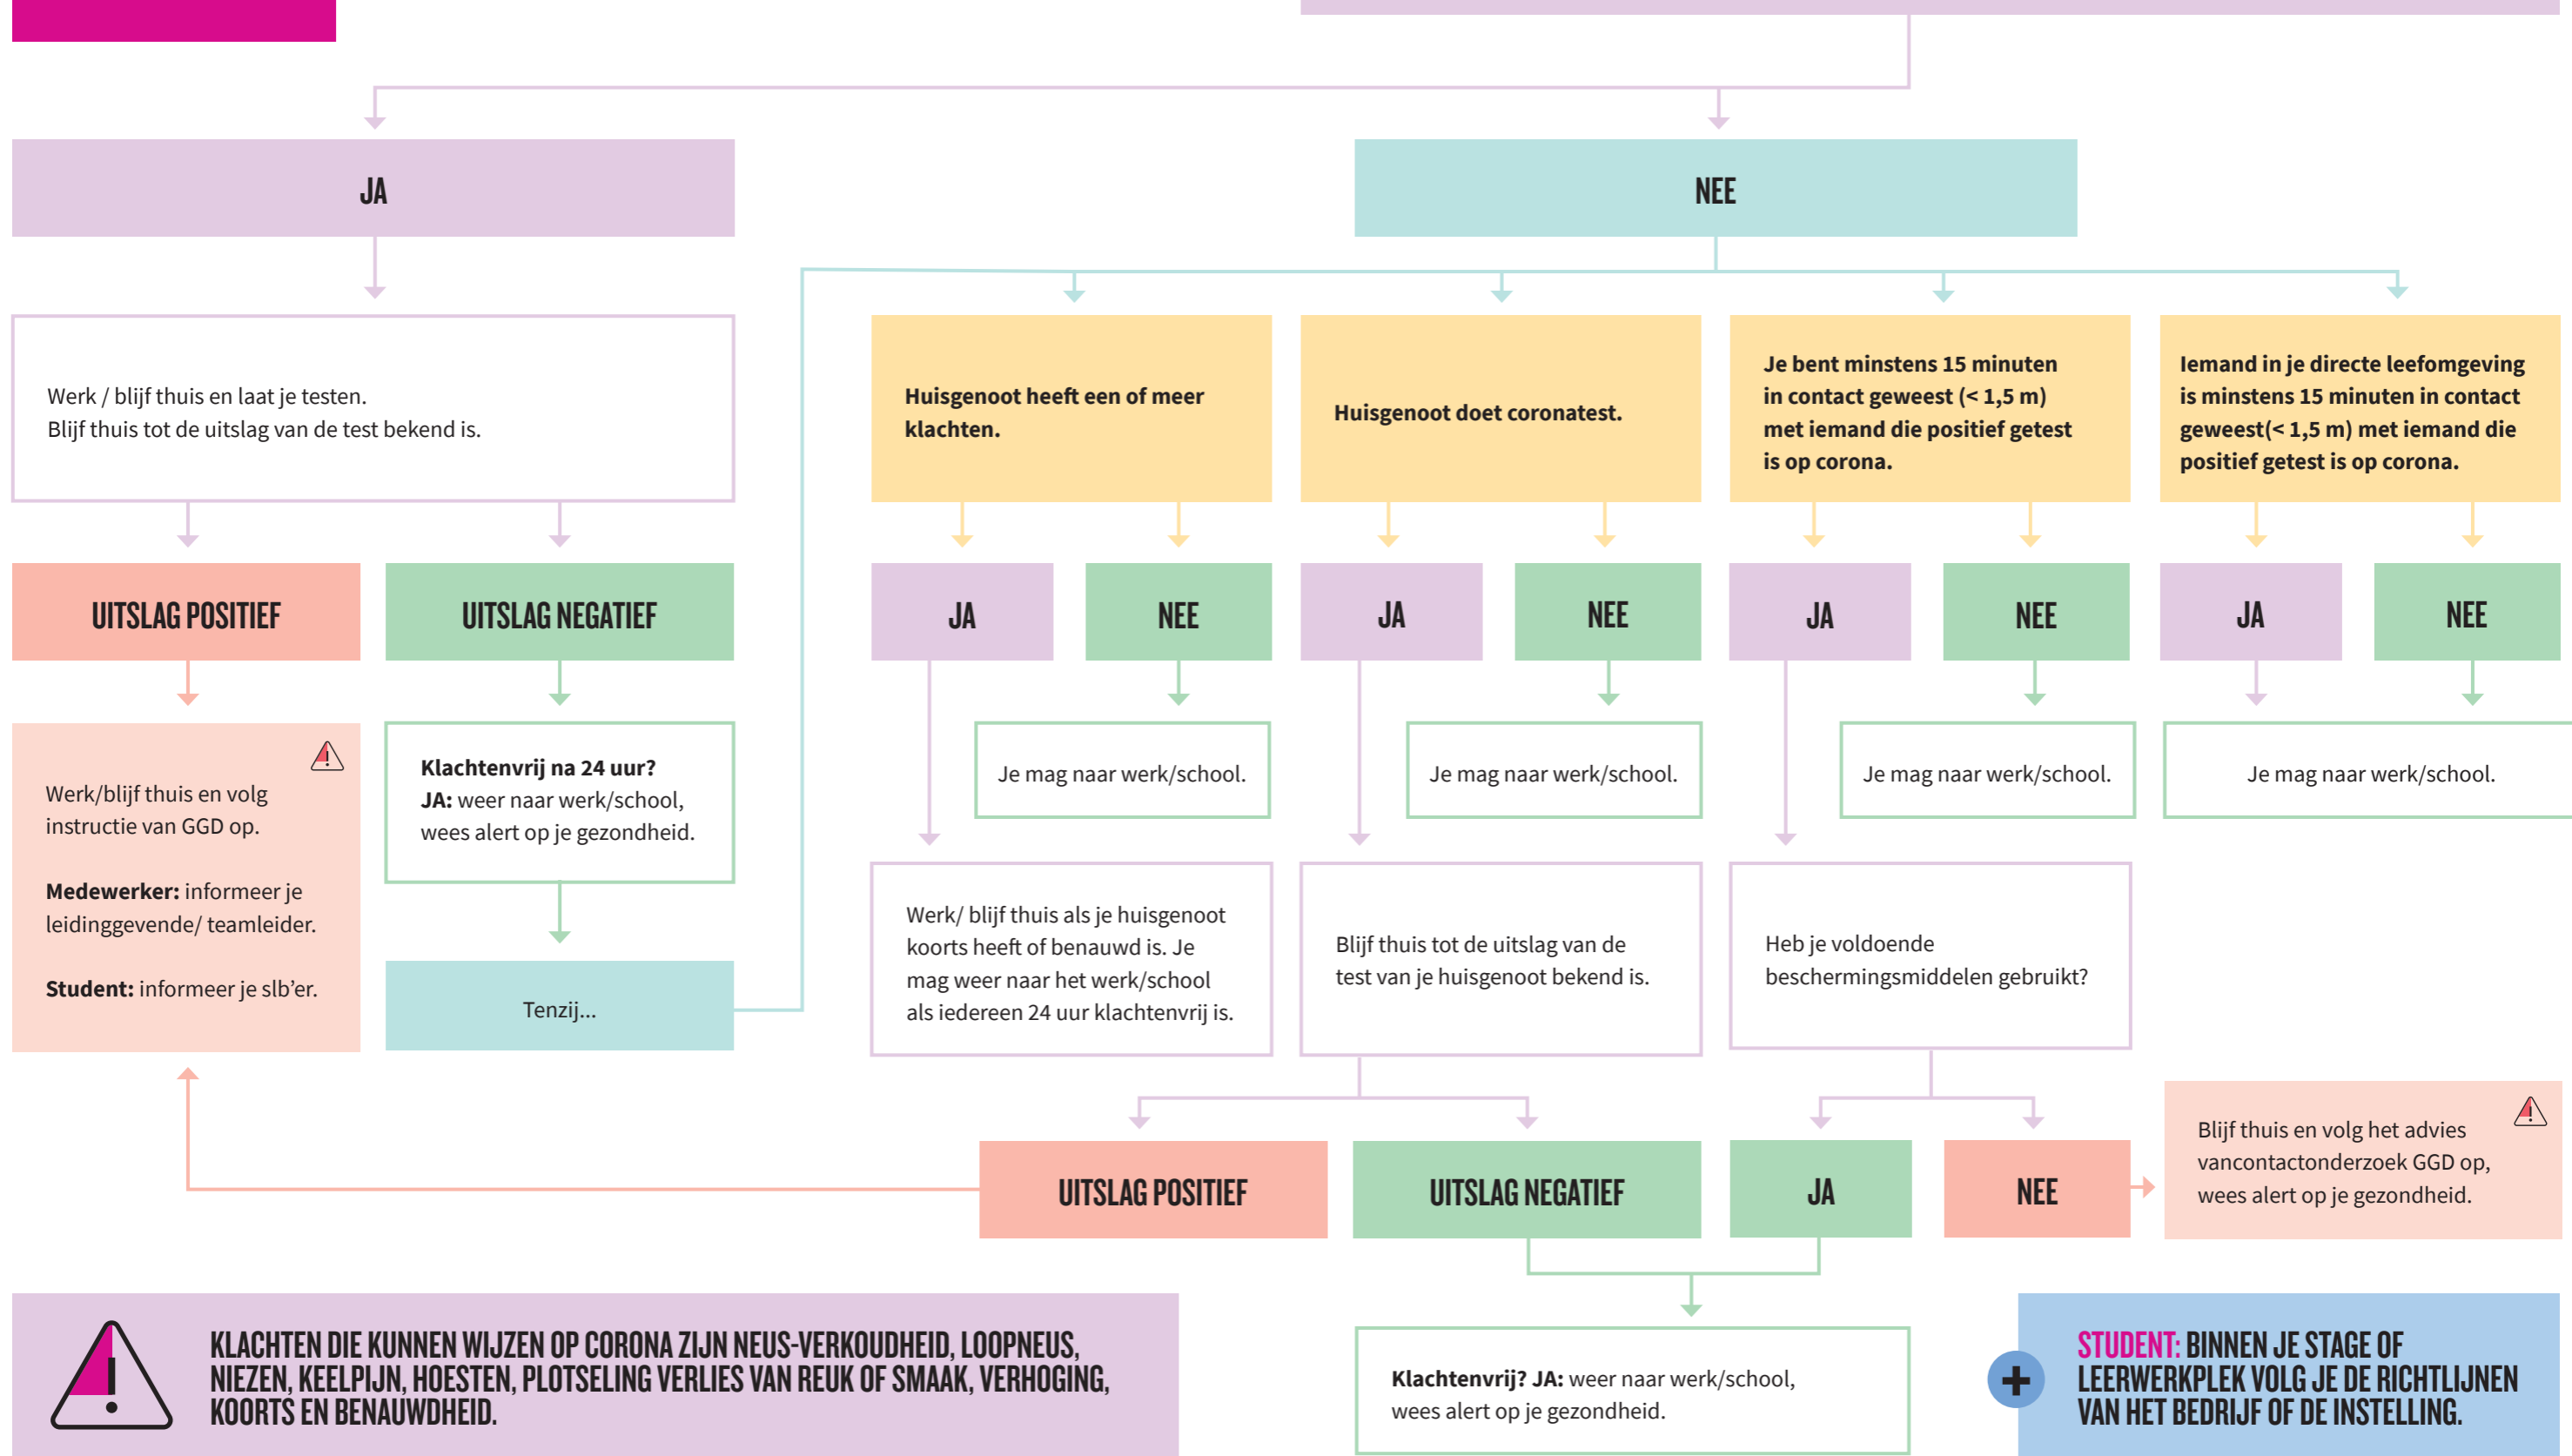 JA
NEE
Werk / blijf thuis en laat je testen.
Blijf thuis tot de uitslag van de test bekend is.
Huisgenoot heeft een of meer
klachten.
Huisgenoot doet coronatest.
Je bent minstens 15 minuten
in contact geweest (< 1,5 m)
met iemand die positief getest
is op corona.
Iemand in je directe leefomgeving
is minstens 15 minuten in contact
geweest(< 1,5 m) met iemand die
positief getest is op corona.
UITSLAG POSITIEF
UITSLAG NEGATIEF
JA
NEE
JA
NEE
JA
NEE
JA
NEE
Werk/blijf thuis en volg
instructie van GGD op.
Medewerker: informeer je
leidinggevende/ teamleider.
Student: informeer je slb’er.
Klachtenvrij na 24 uur?
JA: weer naar werk/school,
wees alert op je gezondheid.
Tenzij...
Je mag naar werk/school.
Je mag naar werk/school.
Je mag naar werk/school.
Je mag naar werk/school.
Werk/ blijf thuis als je huisgenoot
koorts heeft of benauwd is. Je
mag weer naar het werk/school
als iedereen 24 uur klachtenvrij is.
Blijf thuis tot de uitslag van de
test van je huisgenoot bekend is.
Heb je voldoende
beschermingsmiddelen gebruikt?
UITSLAG POSITIEF
UITSLAG NEGATIEF
JA
NEE
Blijf thuis en volg het advies
vancontactonderzoek GGD op,
wees alert op je gezondheid.
KLACHTEN DIE KUNNEN WIJZEN OP CORONA ZIJN NEUS-VERKOUDHEID, LOOPNEUS,
NIEZEN, KEELPIJN, HOESTEN, PLOTSELING VERLIES VAN REUK OF SMAAK, VERHOGING,
KOORTS EN BENAUWDHEID.
Klachtenvrij? JA: weer naar werk/school,
wees alert op je gezondheid.
STUDENT: BINNEN JE STAGE OF
LEERWERKPLEK VOLG JE DE RICHTLIJNEN
VAN HET BEDRIJF OF DE INSTELLING.